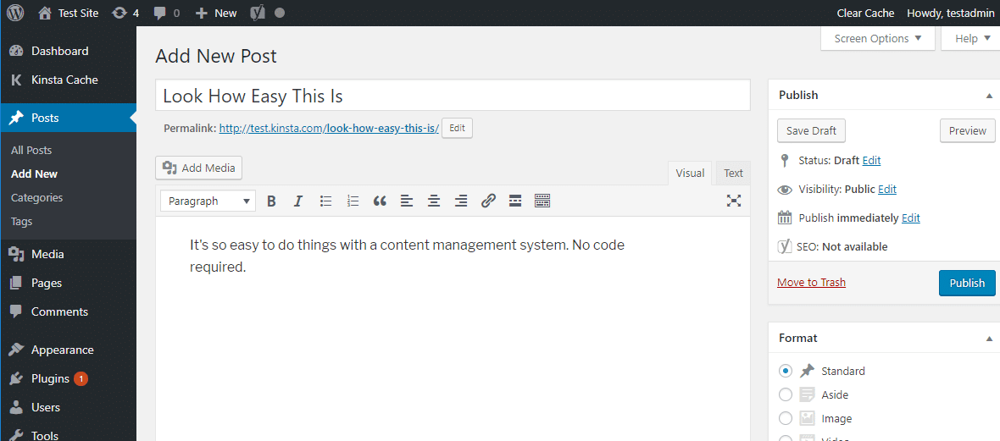 Test Site 4 0 New Clear Cache Howdy, testadmin
Screen Options Help
Dashboard
Kinsta Cache
Posts
All Posts
Add New
Categories
Tags
Media
Pages
Comments
Appearance
Plugins 1
Users
Tools
Add New Post
Look How Easy This Is
Permalink: http://test.kinsta.com/look-how-easy-this-is/ Edit
Add Media
Visual Text
Paragraph B I
It's so easy to do things with a content management system. No code
required.
Publish
Save Draft Preview
Status: Draft Edit
Visibility: Public Edit
Publish immediately Edit
SEO: Not available
Move to Trash Publish
Format
Standard
Aside
Image
Video